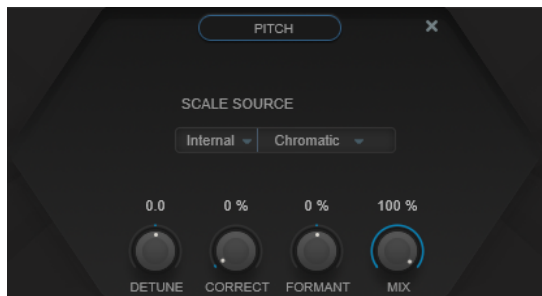 PITCH
SCALE SOURCE
Internal Chromatic
0.0 0 % 0 % 100 %
DETUNE CORRECT FORMANT MIX